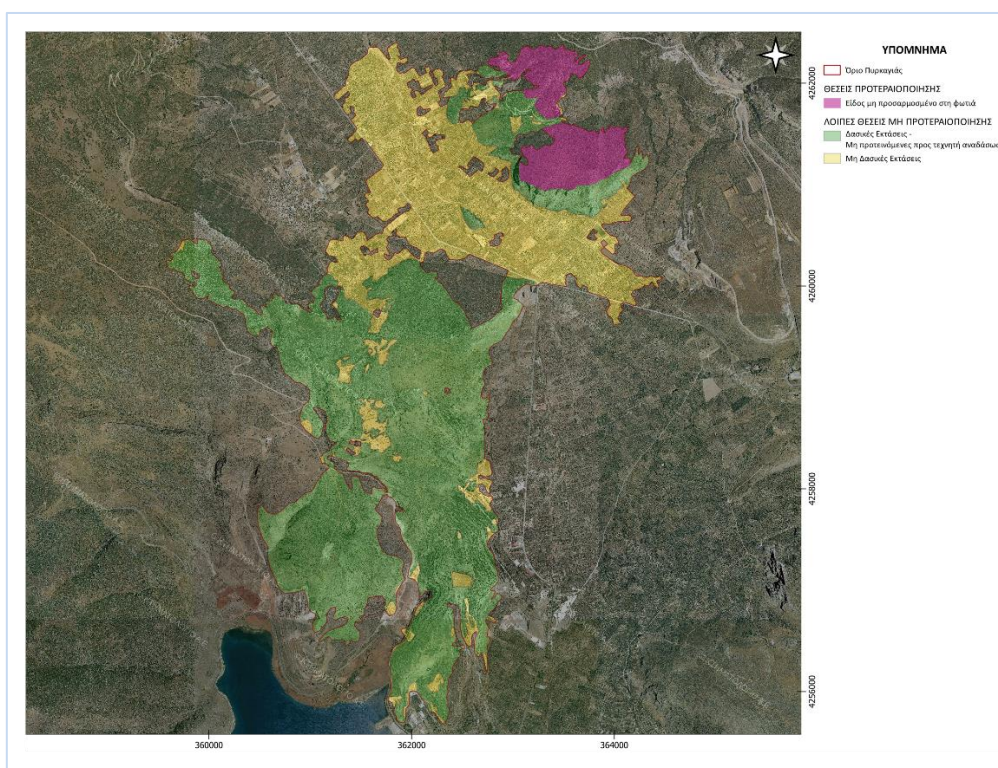 ΥΠΟΜΝΗΜΑ
Όριο Πυρκαγιάς
ΘΕΣΕΙΣ ΠΡΟΤΕΡΑΙΟΠΟΙΗΣΗΣ
Είδος μη προσαρμοσμένο στη φωτιά
ΛΟΙΠΕΣ ΘΕΣΕΙΣ ΜΗ ΠΡΟΤΕΡΑΙΟΠΟΙΗΣΗΣ
Δασικές Εκτάσεις -
Μη προτεινόμενες προς τεχνητή αναδάσωσ
Μη Δασικές Εκτάσεις
4262000
4260000
4258000
4256000
360000
362000
364000